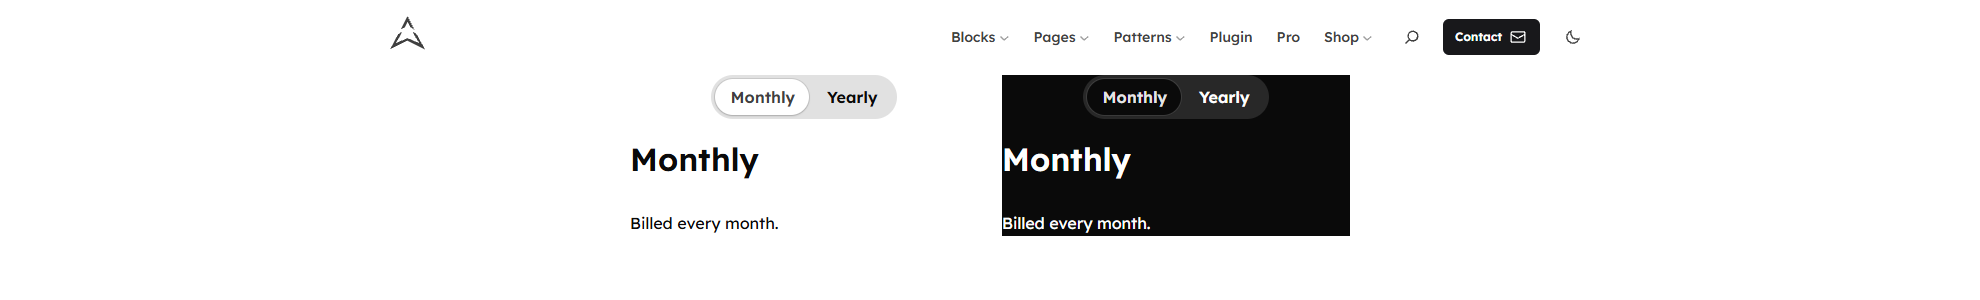 Blocks Pages Patterns Plugin Pro Shop Contact
Monthly Yearly
Monthly
Billed every month.
Monthly Yearly
Monthly
Billed every month.